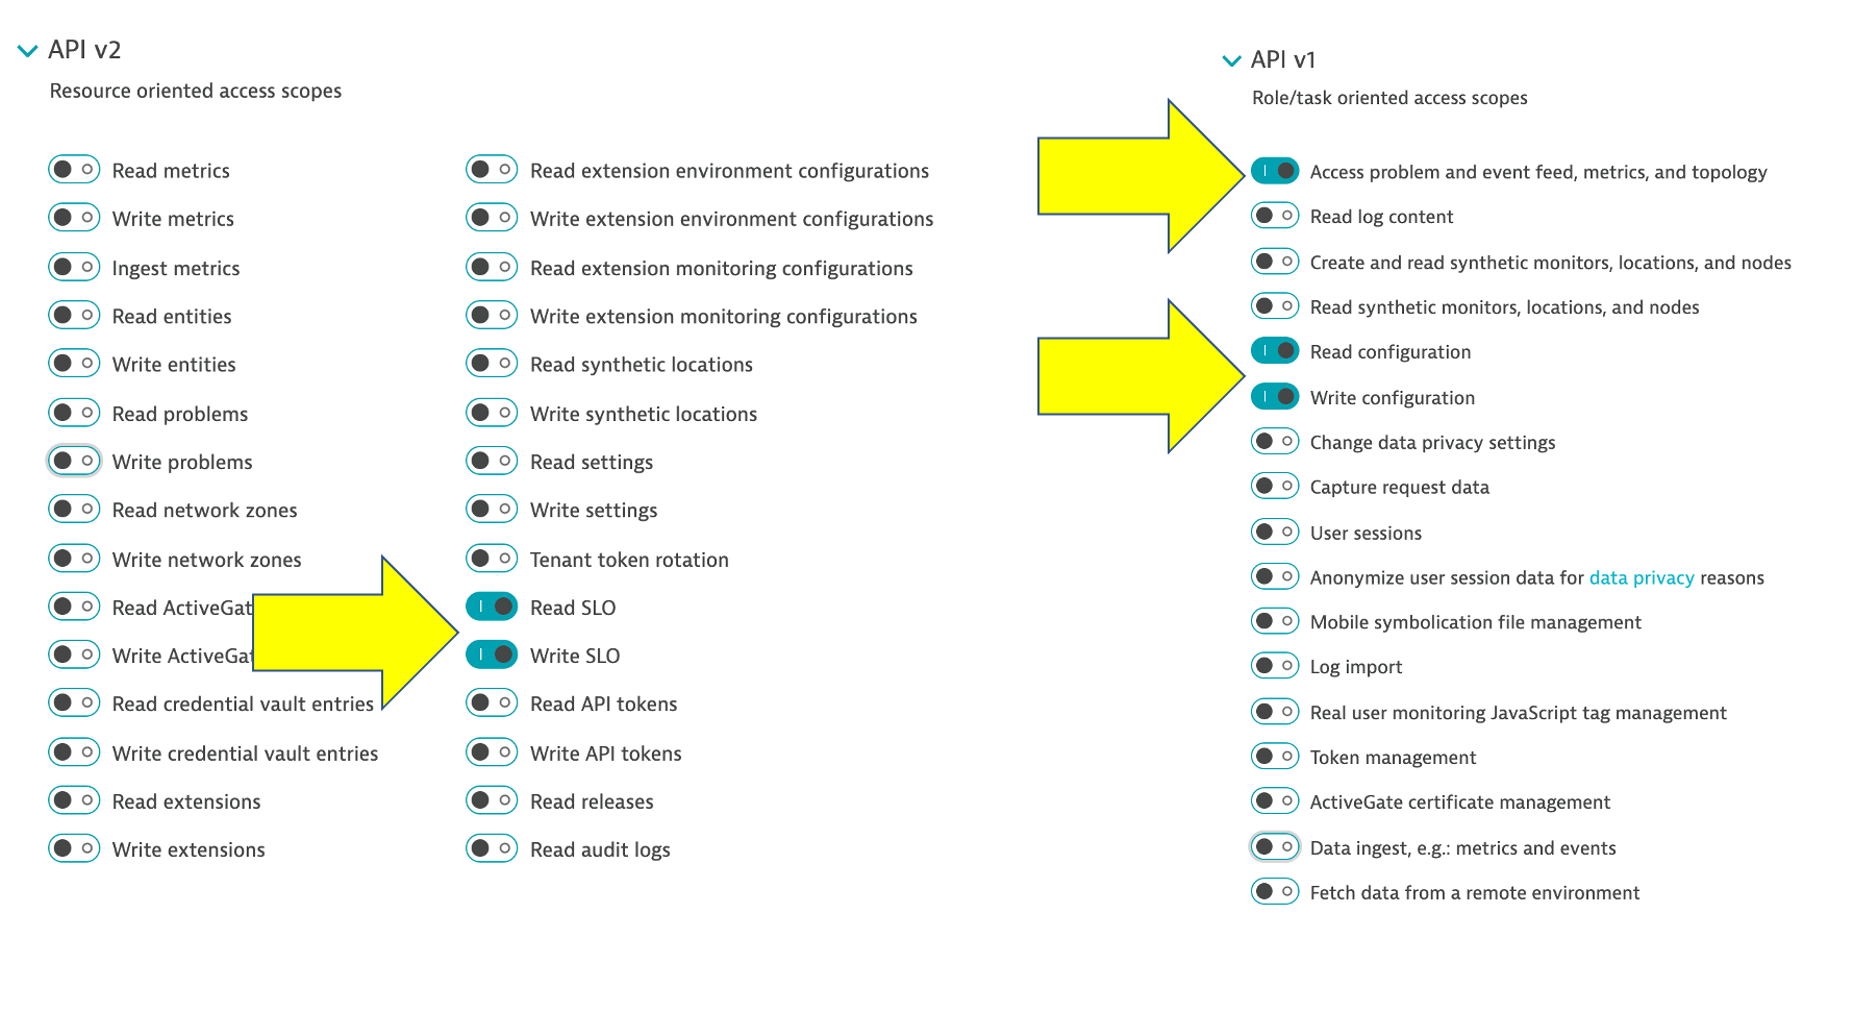 API v2
Resource oriented access scopes
Read metrics
Write metrics
Ingest metrics
Read entities
Write entities
Read problems
Write problems
Read network zones
Write network zones
Read
Write
Read credential vault entries
Write credential vault entries
Read extensions
Write extensions
Read extension environment configurations
Write extension environment configurations
Read extension monitoring configurations
Write extension monitoring configurations
Read synthetic locations
Write synthetic locations
Read settings
Write settings
Tenant token rotation
Read SLO
Write SLO
Read API tokens
Write API tokens
Read releases
Read audit logs
API v1
Role/task oriented access scopes
Access problem and event feed, metrics, and topology
Read log content
Create and read synthetic monitors, locations, and nodes
Read synthetic monitors, locations, and nodes
Read configuration
Write configuration
Change data privacy settings
Capture request data
User sessions
Anonymize user session data for data privacy reasons
Mobile symbolication file management
Log import
Real user monitoring JavaScript tag management
Token management
ActiveGate certificate management
Data ingest, e.g.: metrics and events
Fetch data from a remote environment